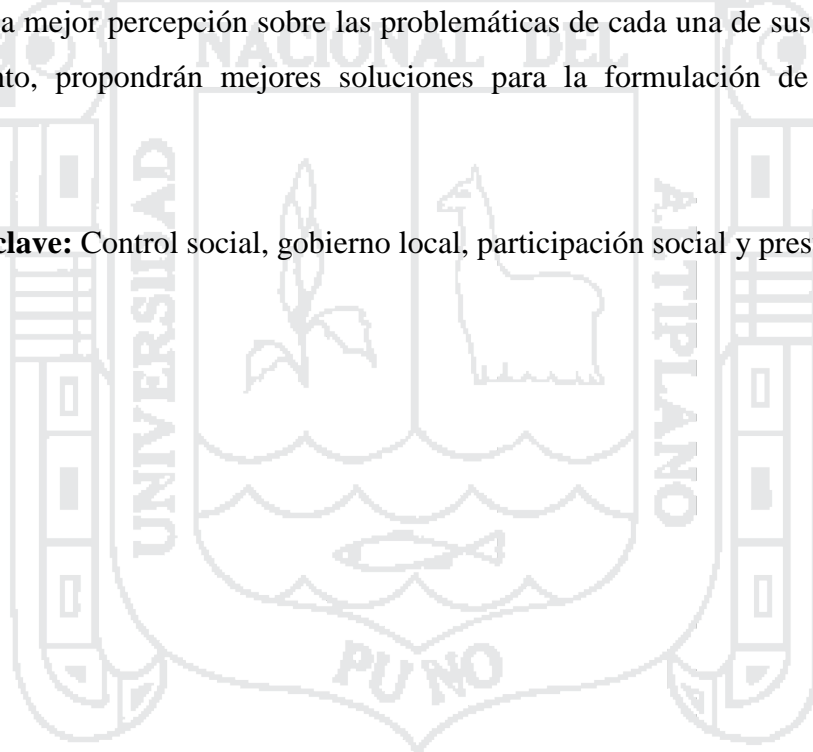 a mejor percepción sobre las problemáticas de cada una de sus
nto, propondrán mejores soluciones para la formulación de
clave: Control social, gobierno local, participación social y pres
NACIONAL DEL
UNIVERSIDAD
ALTIPLANO
PUNO